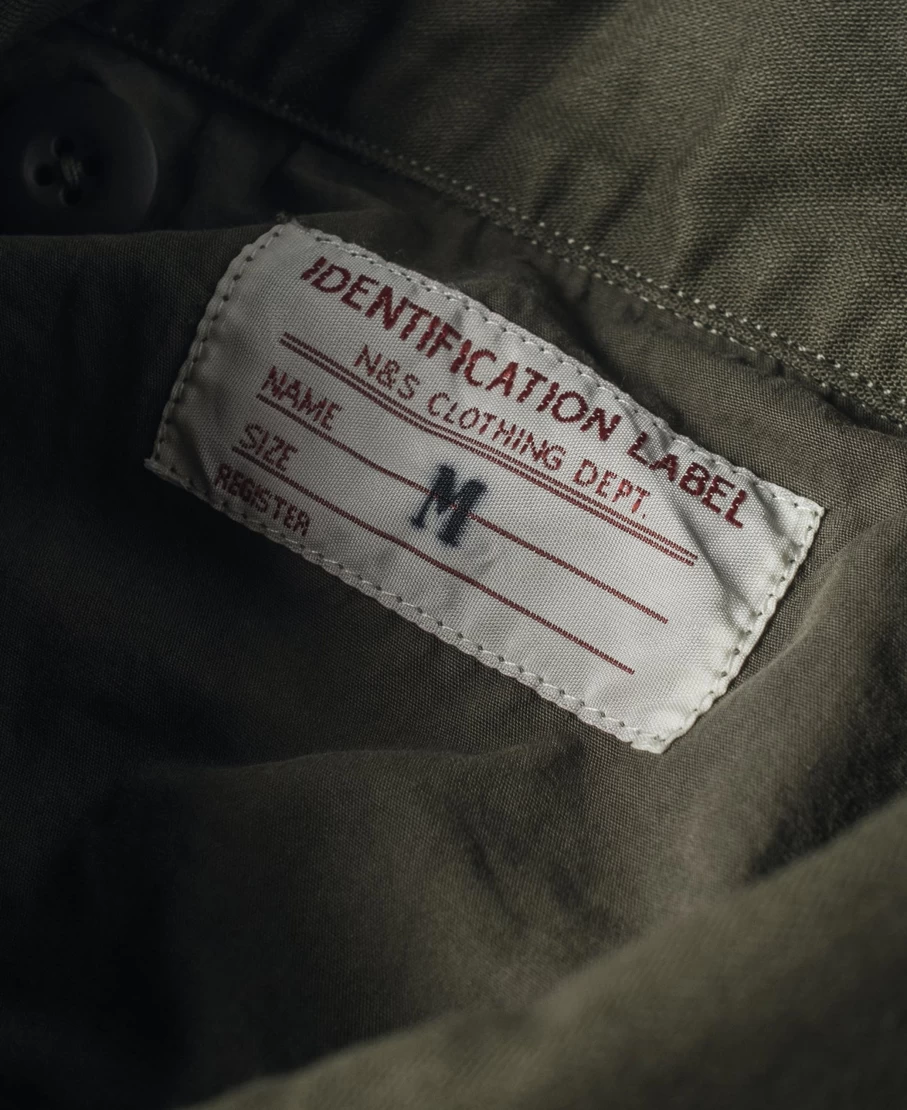 IDENTIFICATION LABEL
N&S CLOTHING DEPT.
NAME
SIZE M
REGISTER